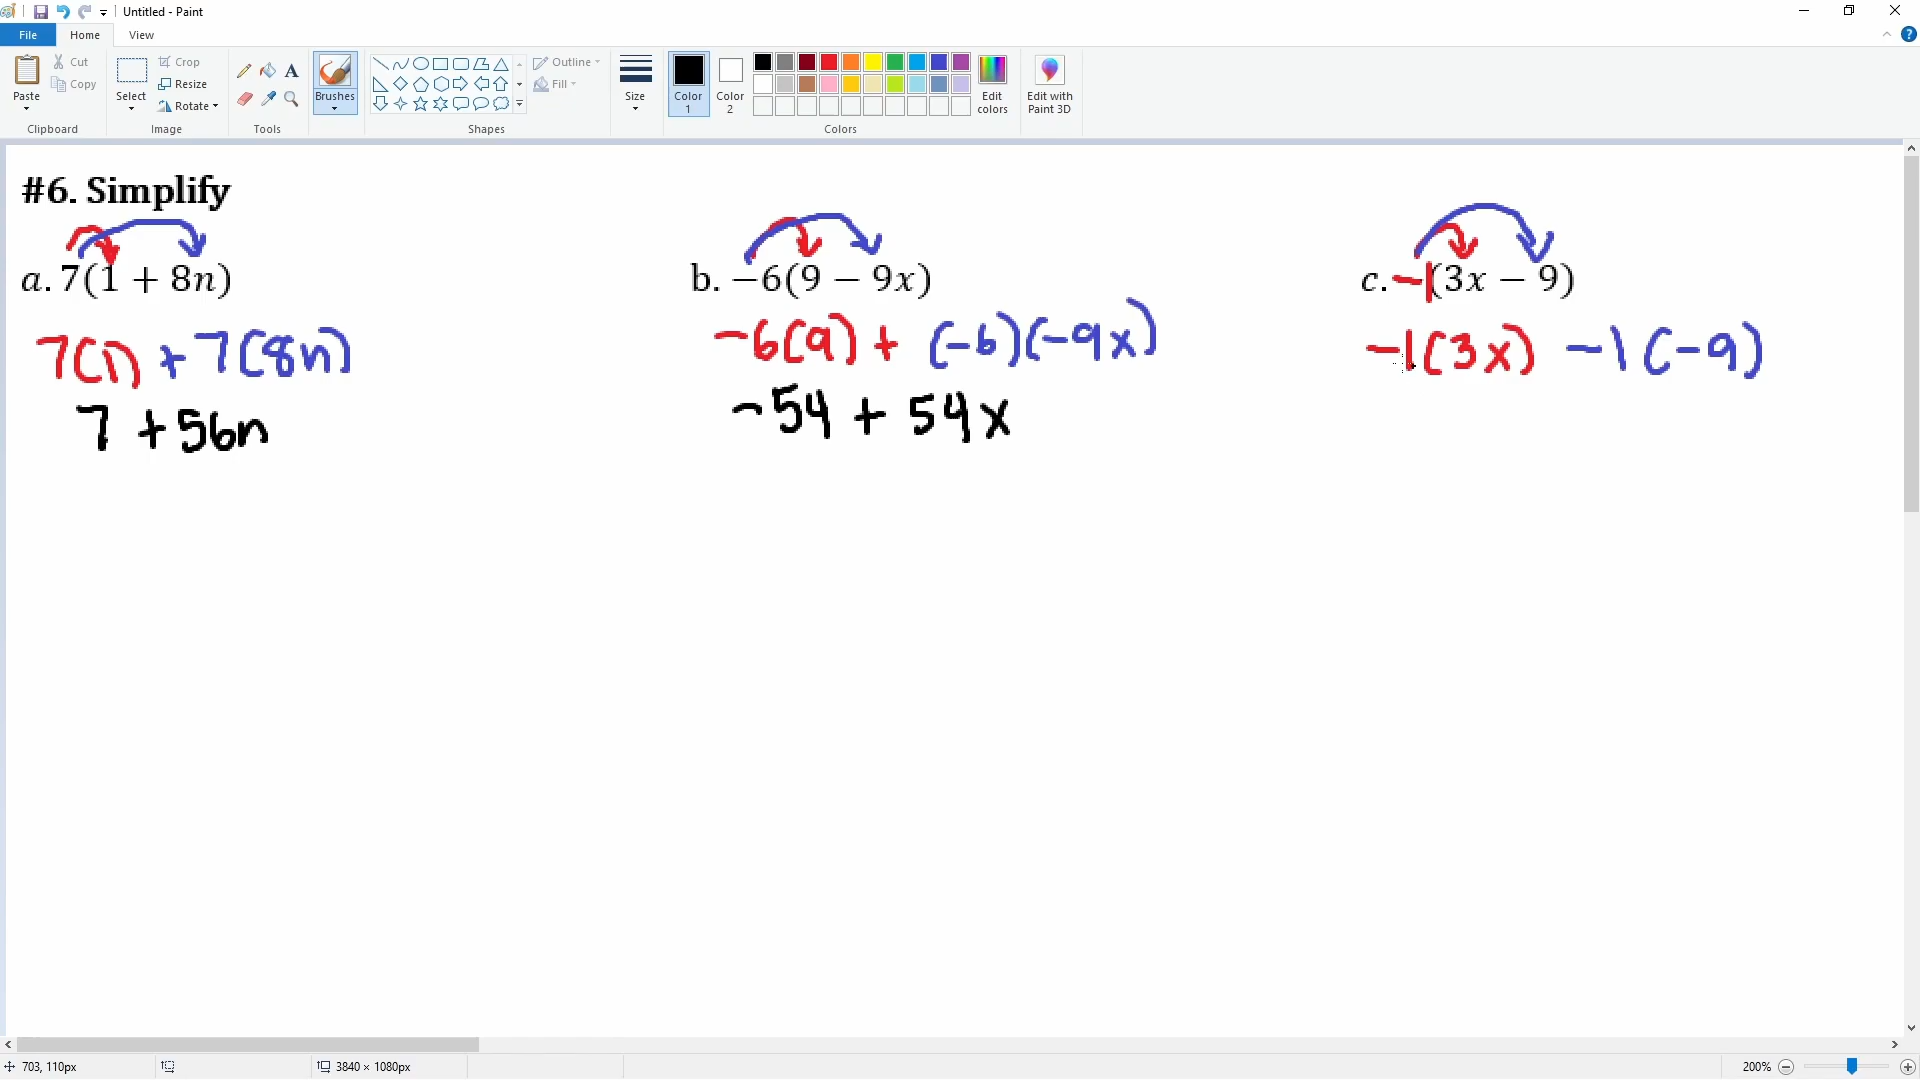 Untitled - Paint
File Home View
Paste Cut Copy Select Crop Resize Rotate Brushes Outline Fill Size Color 1 Color 2 Edit colors Edit with Paint 3D
Clipboard Image Tools Shapes Colors
#6. Simplify
a. 7(1 + 8n)
b. −6(9 − 9x)
c. −1(3x − 9)
7(1) + 7(8n)
−6(9) + (−6)(−9x)
−1(3x) −1(−9)
7 + 56n
−54 + 54x
703, 110px
3840 × 1080px
200%